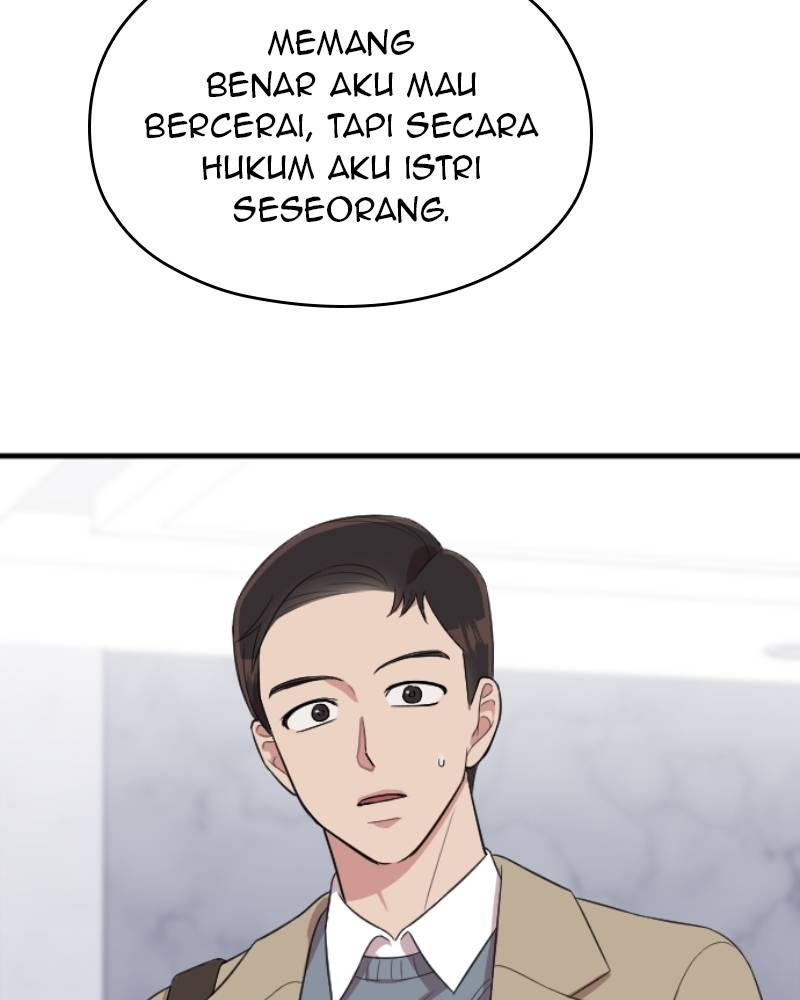 MEMANG
BENAR AKU MAU
BERCERAI, TAPI SECARA
HUKUM AKU ISTRI
SESEORANG.